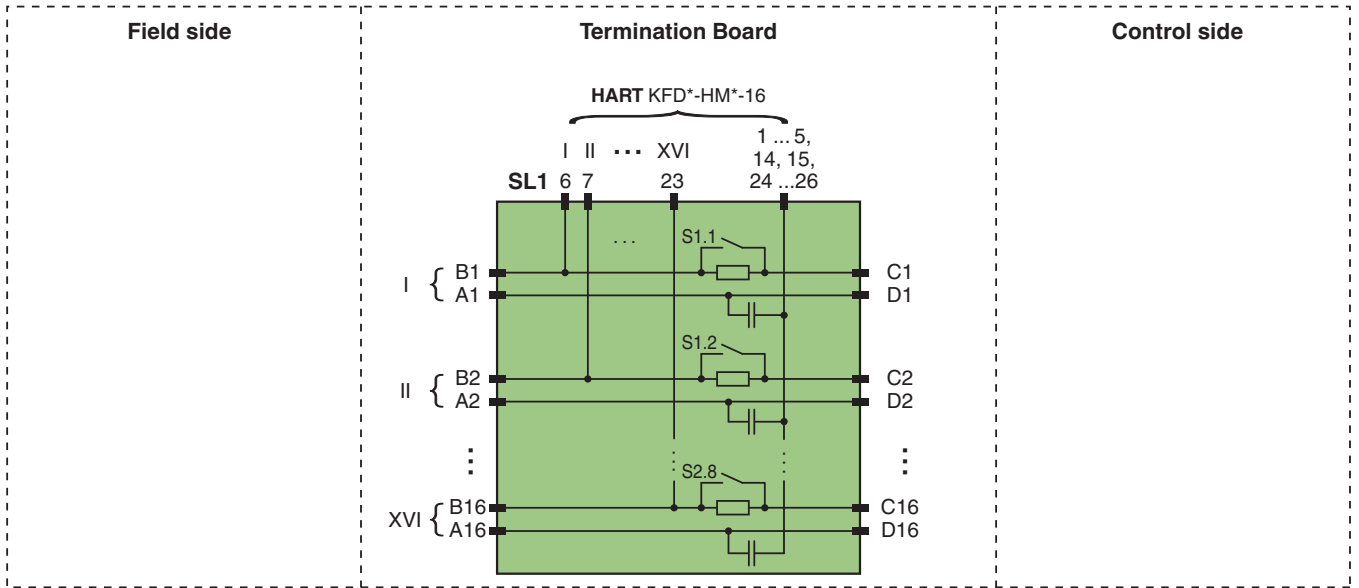 Field side
Termination Board
Control side
HART KFD*-HM*-16
I II ... XVI
1 ... 5,
14, 15,
24 ...26
SL1 6 7 23
...
S1.1
I { B1
A1
C1
D1
S1.2
II { B2
A2
C2
D2
S2.8
XVI { B16
A16
C16
D16